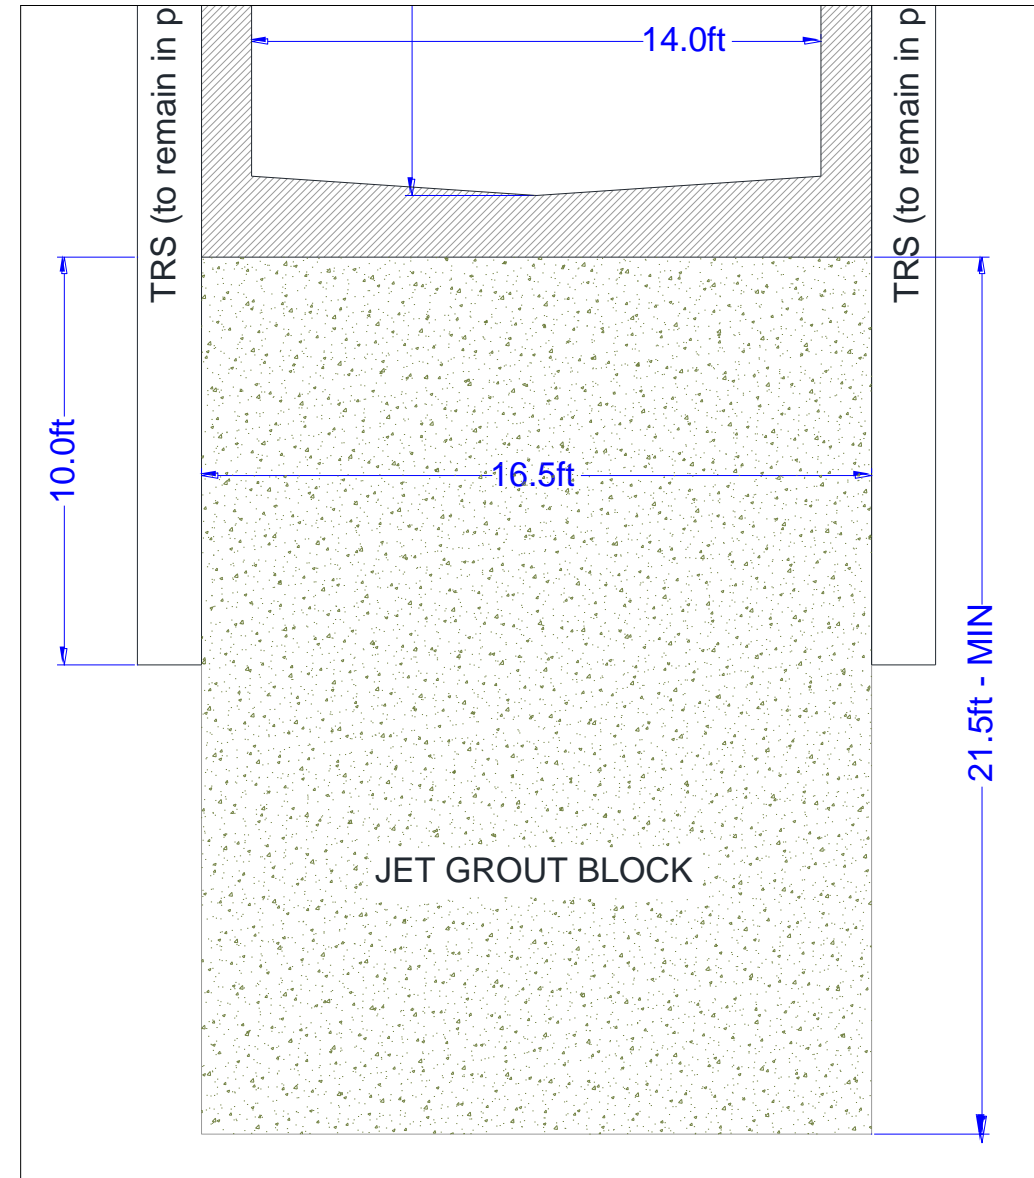 14.0ft
TRS (to remain in p
TRS (to remain in p
10.0ft
16.5ft
21.5ft - MIN
JET GROUT BLOCK